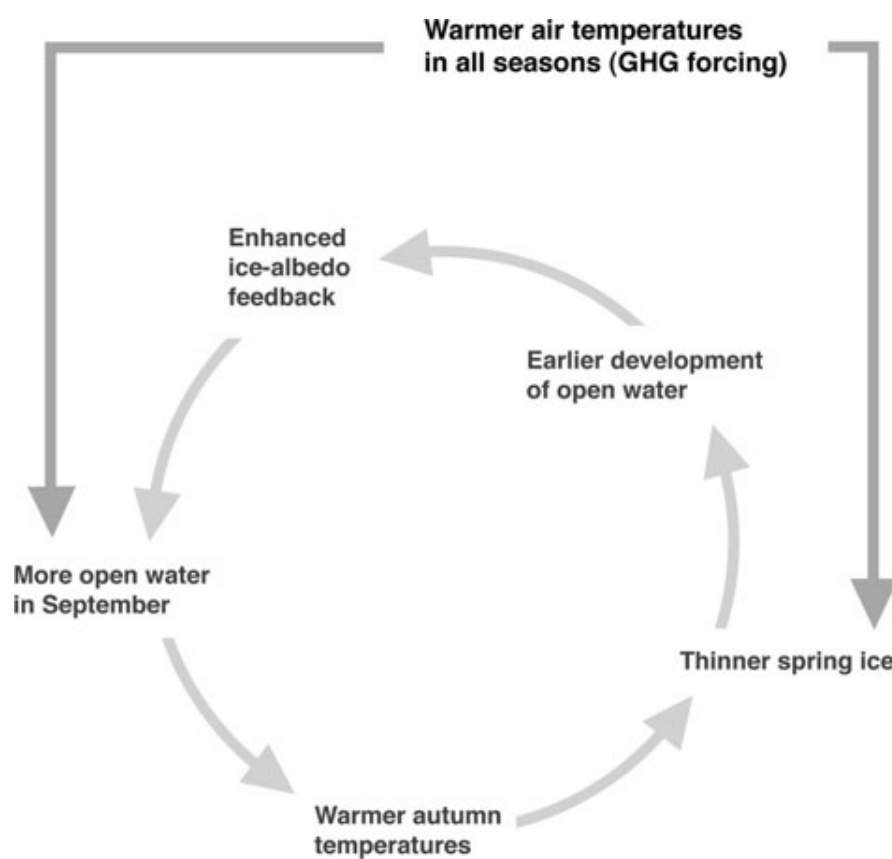 Warmer air temperatures
in all seasons (GHG forcing)
Enhanced
ice-albedo
feedback
Earlier development
of open water
More open water
in September
Thinner spring ice
Warmer autumn
temperatures